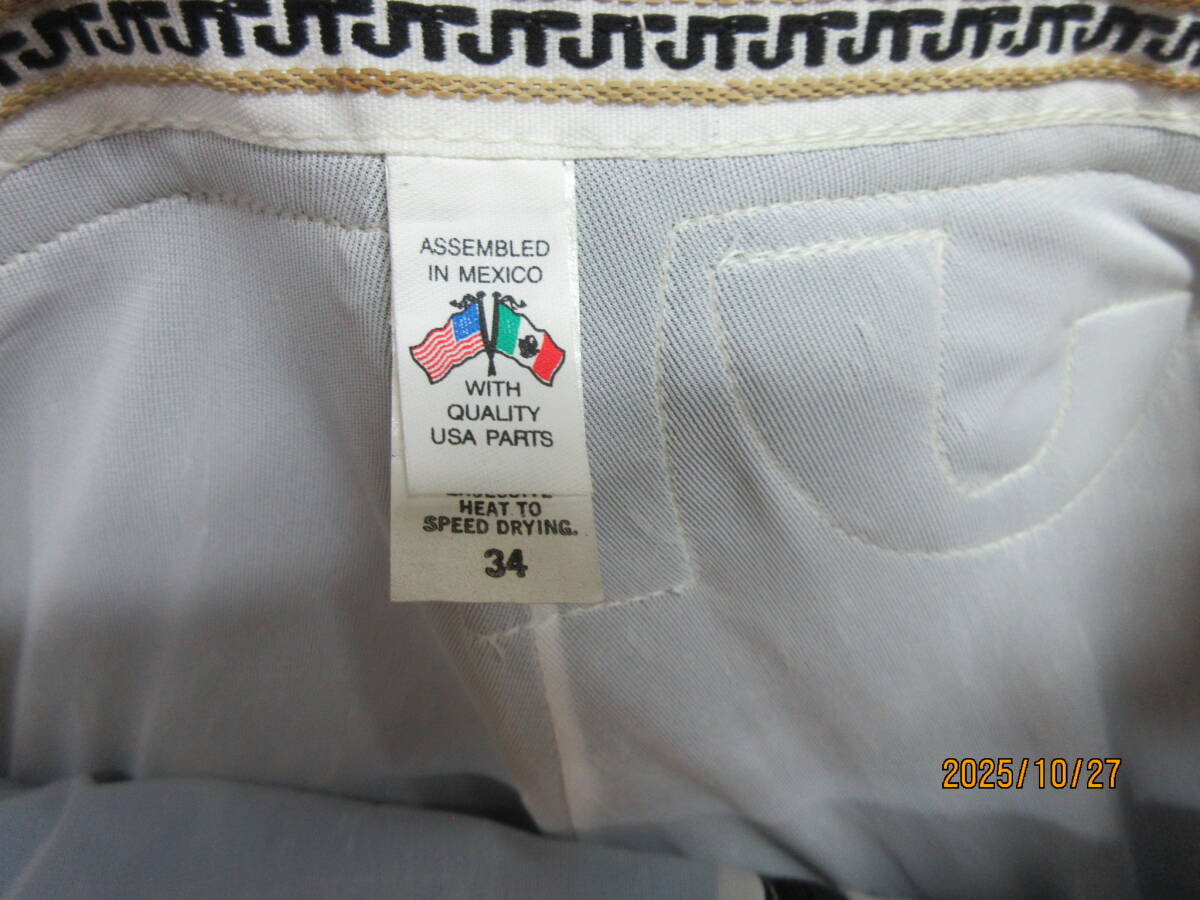 ASSEMBLED
IN MEXICO
WITH
QUALITY
USA PARTS
HEAT TO
SPEED DRYING.
34
2025/10/27